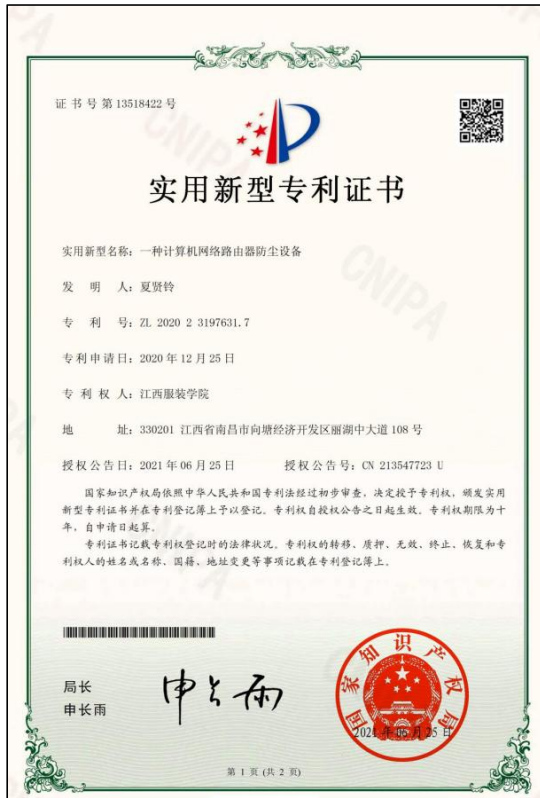 证书号第13518422号
实用新型专利证书
实用新型名称：一种计算机网络路由器防尘设备
发明人：夏贤铃
专利号：ZL 2020 2 3197631.7
专利申请日：2020年12月25日
专利权人：江西服装学院
地址：330201 江西省南昌市向塘经济开发区丽湖中大道108号
授权公告日：2021年06月25日 授权公告号：CN 213547723 U
国家知识产权局依照中华人民共和国专利法经过初步审查，决定授予专利权，颁发实用
新型专利证书并在专利登记簿上予以登记。专利权自授权公告之日起生效。专利权期限为十
年，自申请日起算。
专利证书记载专利权登记时的法律状况。专利权的转移、质押、无效、终止、恢复和专
利权人的姓名或名称、国籍、地址变更等事项记载在专利登记簿上。
局长
申长雨
申长雨
国家知识产权局
2021年06月25日
第1页(共2页)
CNIPA
CNIPA